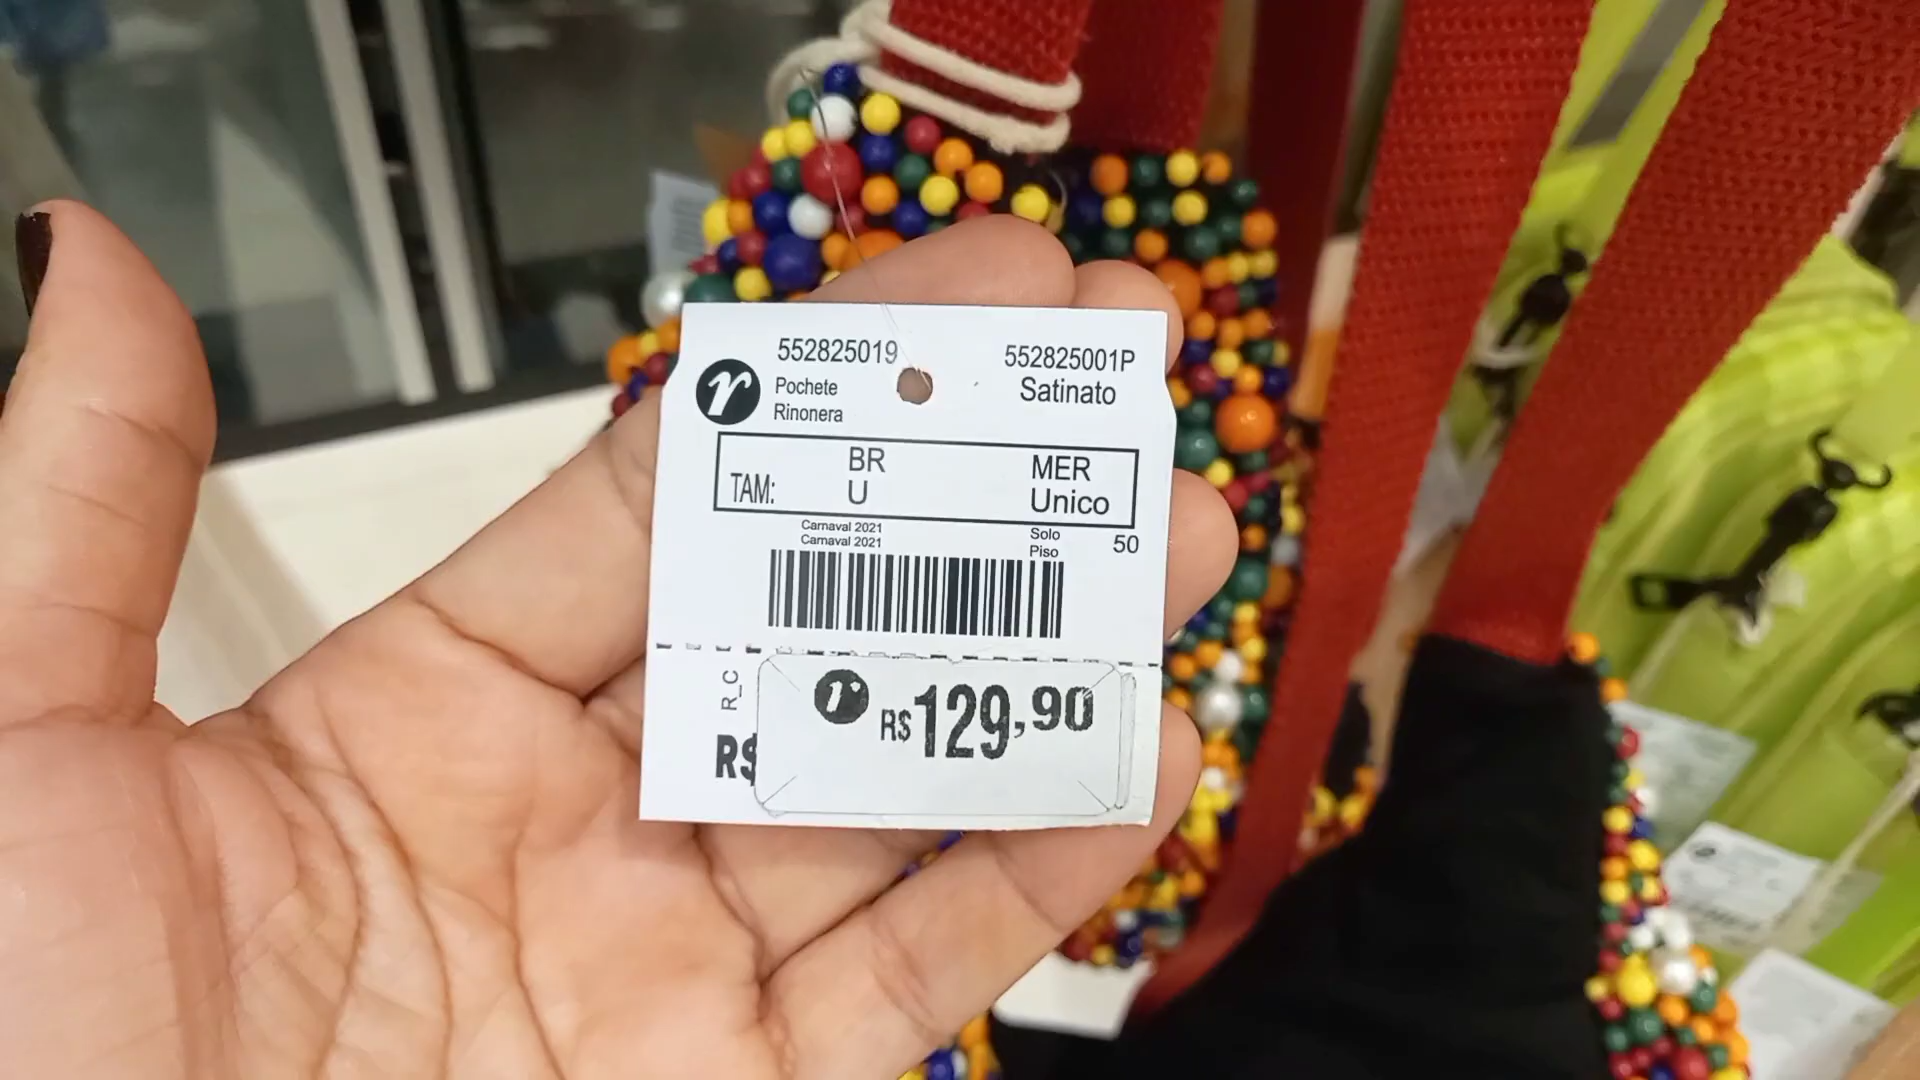 552825019 552825001P
r Pochete Satinato
Rinonera
BR MER
TAM: U Unico
Carnaval 2021 Solo
Carnaval 2021 Piso 50
R_C
r R$129,90
R$